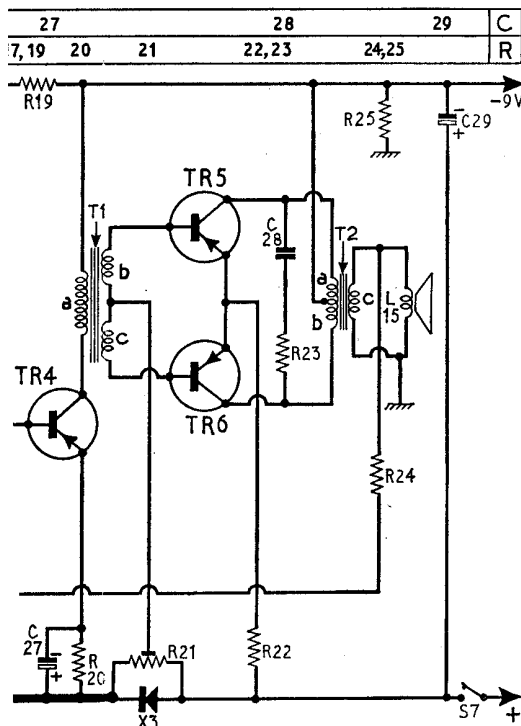 27 28 29 C
7,19 20 21 22,23 24,25 R
R19
-9V
R25
- C29
+
TR5
T1
C
28
T2
b
a
a
c
L
15
b
c
R23
TR4
TR6
R24
C
27
-
+
R
20
R21
R22
X3
S7
+